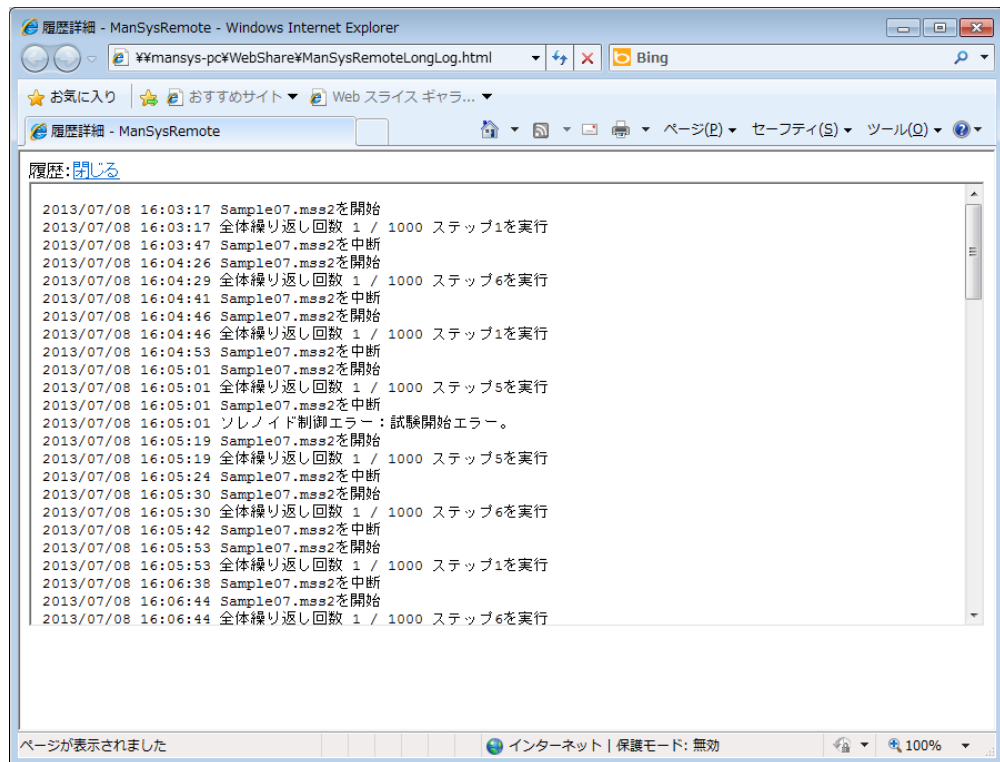 履歴詳細 - ManSysRemote - Windows Internet Explorer
¥¥mansys-pc¥WebShare¥ManSysRemoteLongLog.html
Bing
お気に入り
おすすめサイト ▼
Web スライス ギャラ... ▼
履歴詳細 - ManSysRemote
ページ(P) ▼ セーフティ(S) ▼ ツール(O) ▼
履歴:閉じる
2013/07/08 16:03:17 Sample07.mss2を開始
2013/07/08 16:03:17 全体繰り返し回数 1 / 1000 ステップ1を実行
2013/07/08 16:03:47 Sample07.mss2を中断
2013/07/08 16:04:26 Sample07.mss2を開始
2013/07/08 16:04:29 全体繰り返し回数 1 / 1000 ステップ6を実行
2013/07/08 16:04:41 Sample07.mss2を中断
2013/07/08 16:04:46 Sample07.mss2を開始
2013/07/08 16:04:46 全体繰り返し回数 1 / 1000 ステップ1を実行
2013/07/08 16:04:53 Sample07.mss2を中断
2013/07/08 16:05:01 Sample07.mss2を開始
2013/07/08 16:05:01 全体繰り返し回数 1 / 1000 ステップ5を実行
2013/07/08 16:05:01 Sample07.mss2を中断
2013/07/08 16:05:01 ソレノイド制御エラー：試験開始エラー。
2013/07/08 16:05:19 Sample07.mss2を開始
2013/07/08 16:05:19 全体繰り返し回数 1 / 1000 ステップ5を実行
2013/07/08 16:05:24 Sample07.mss2を中断
2013/07/08 16:05:30 Sample07.mss2を開始
2013/07/08 16:05:30 全体繰り返し回数 1 / 1000 ステップ6を実行
2013/07/08 16:05:42 Sample07.mss2を中断
2013/07/08 16:05:53 Sample07.mss2を開始
2013/07/08 16:05:53 全体繰り返し回数 1 / 1000 ステップ1を実行
2013/07/08 16:06:38 Sample07.mss2を中断
2013/07/08 16:06:44 Sample07.mss2を開始
2013/07/08 16:06:44 全体繰り返し回数 1 / 1000 ステップ6を実行
ページが表示されました
インターネット | 保護モード: 無効
100%